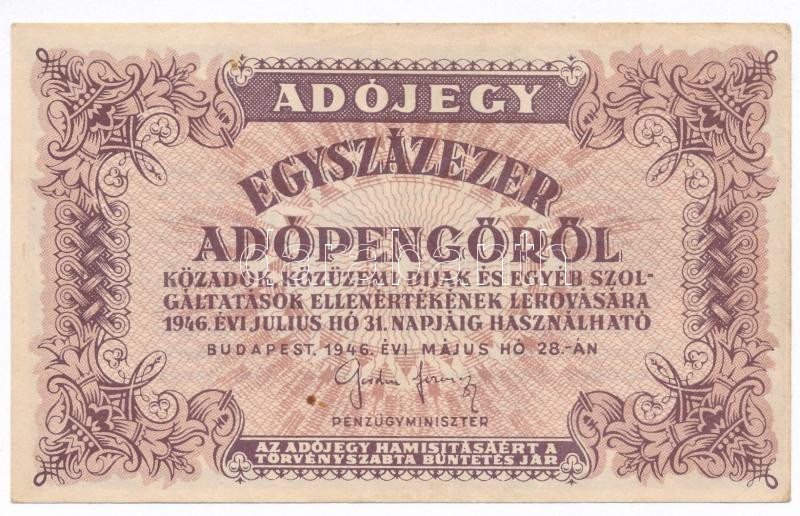 ADÓJEGY
EGYSZÁZEZER
ADÓPENGŐRŐL
KÖZADÓK, KÖZÜZEMI DIJAK ÉS EGYÉB SZOL-
GÁLTATÁSOK ELLENÉRTÉKÉNEK LEROVÁSÁRA
1946. ÉVI JULIUS HÓ 31. NAPJÁIG HASZNÁLHATÓ
BUDAPEST, 1946. ÉVI MÁJUS HÓ 28.-ÁN
PÉNZÜGYMINISZTER
AZ ADÓJEGY HAMISITÁSÁÉRT A
TÖRVÉNYSZABTA BÜNTETÉS JÁR